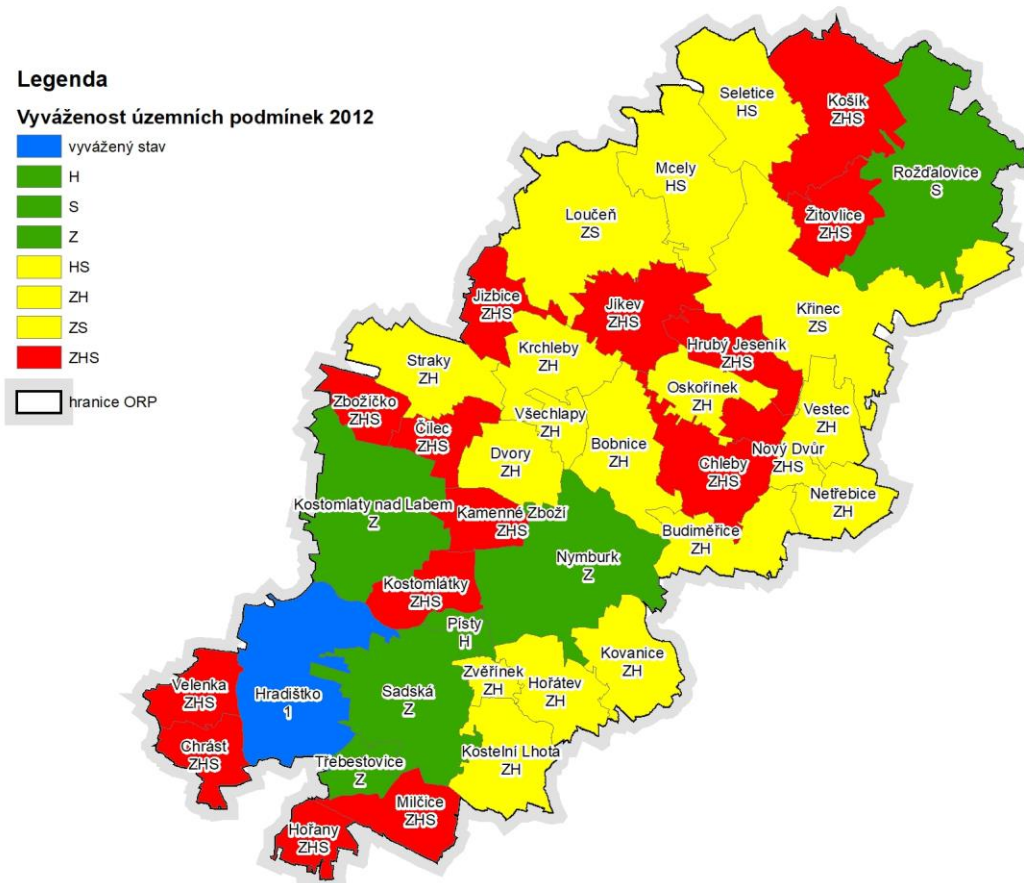 Legenda
Vyváženost územních podmínek 2012
vyvážený stav
H
S
Z
HS
ZH
ZS
ZHS
hranice ORP
Seletice
HS
Košík
ZHS
Mcely
HS
Rožďalovice
S
Loučeň
ZS
Žitovlice
ZHS
Jizbice
ZHS
Jíkev
ZHS
Křinec
ZS
Hrubý Jeseník
ZHS
Krchleby
ZH
Straky
ZH
Oskořínek
ZH
Zbožíčko
ZHS
Všechlapy
ZH
Vestec
ZH
Čilec
ZHS
Bobnice
ZH
Dvory
ZH
Nový Dvůr
ZHS
Chleby
ZHS
Netřebice
ZH
Kostomlaty nad Labem
Z
Kamenné Zboží
ZHS
Budiměřice
ZH
Nymburk
Z
Kostomlátky
ZHS
Písty
H
Kovanice
ZH
Zvěřínek
ZH
Hořátev
ZH
Velenka
ZHS
Hradištko
1
Sadská
Z
Chrást
ZHS
Kostelní Lhota
ZH
Třebestovice
Z
Milčice
ZHS
Hořany
ZHS